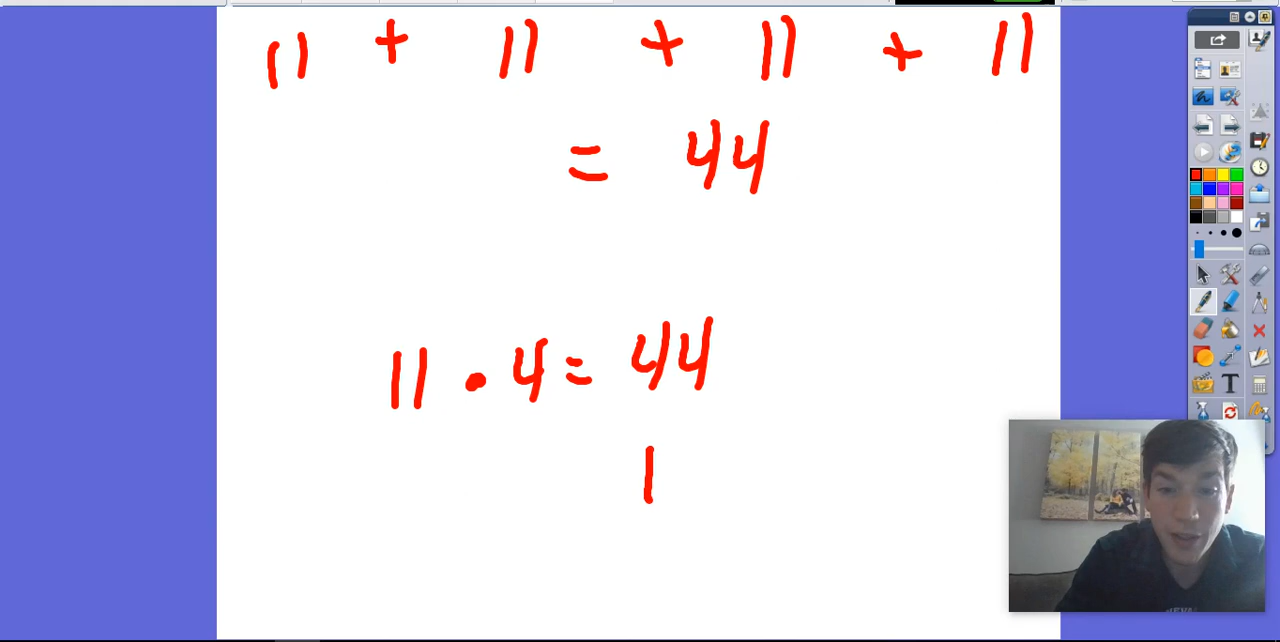 11 + 11 + 11 + 11
= 44
11 • 4 = 44
1